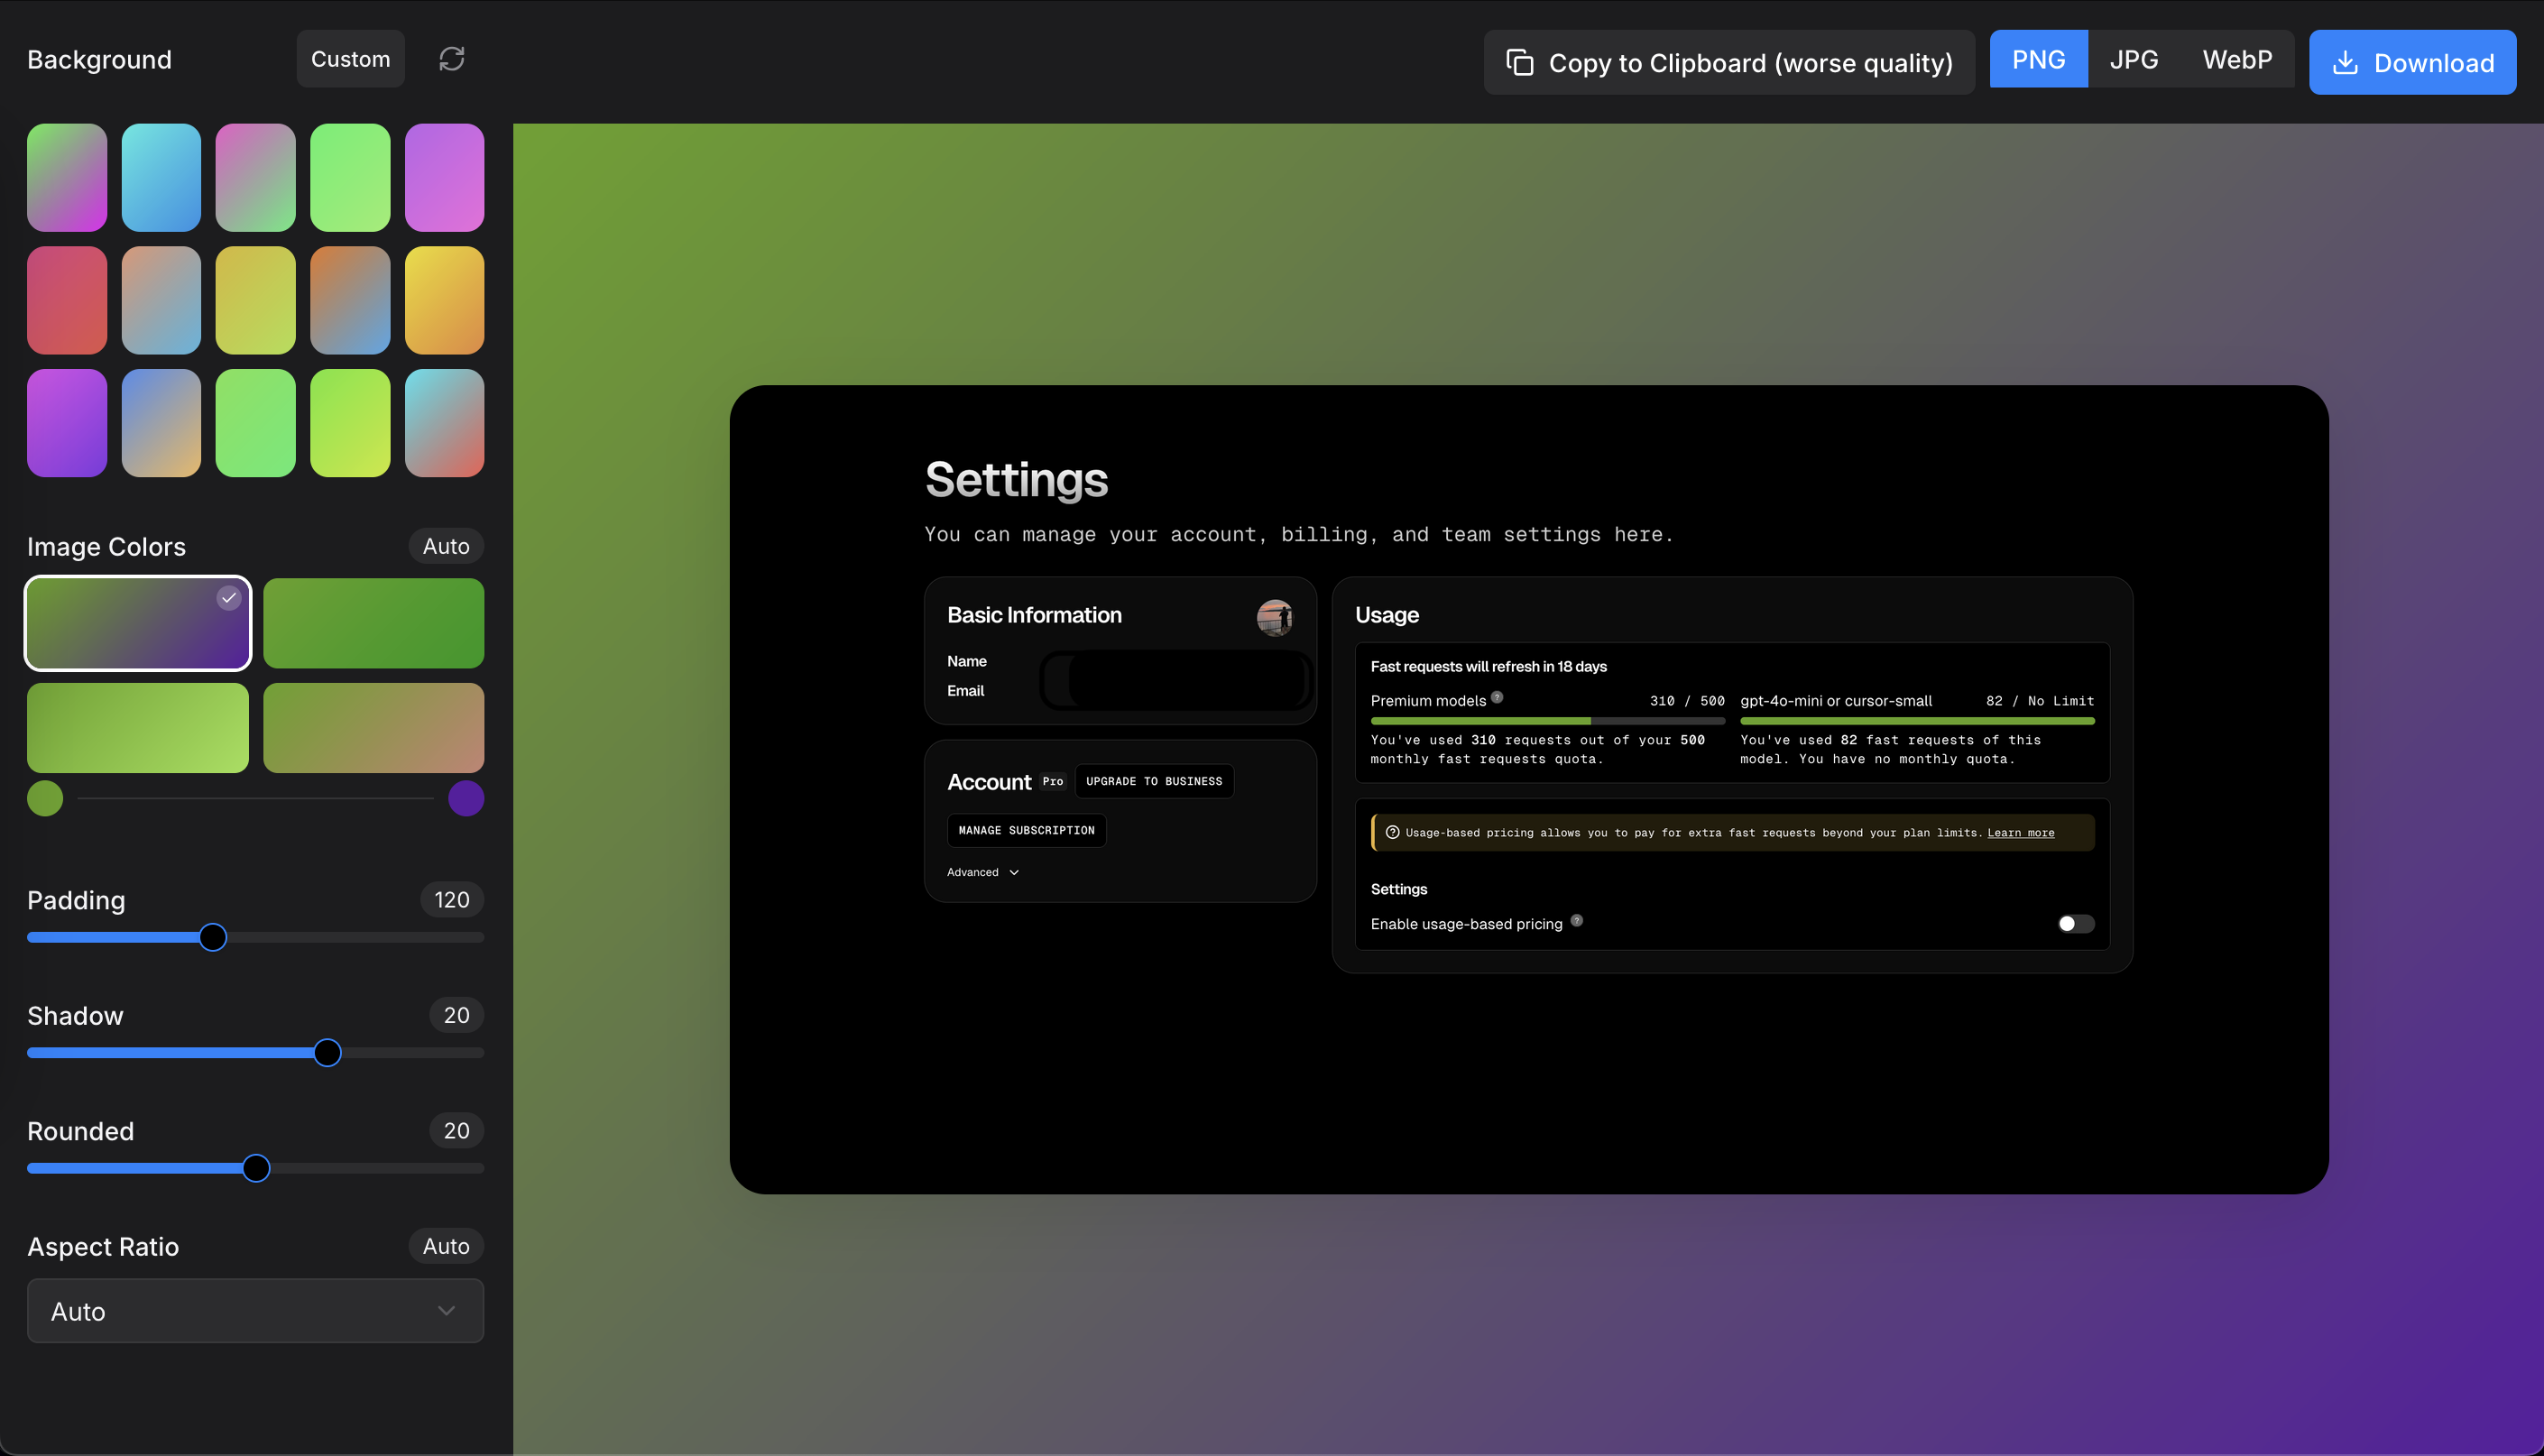 Background
Custom
Copy to Clipboard (worse quality)
PNG
JPG
WebP
Download
Image Colors
Auto
Padding
120
Shadow
20
Rounded
20
Aspect Ratio
Auto
Auto
Settings
You can manage your account, billing, and team settings here.
Basic Information
Name
Email
Account
Pro
UPGRADE TO BUSINESS
MANAGE SUBSCRIPTION
Advanced
Usage
Fast requests will refresh in 18 days
Premium models ?
310 / 500
You've used 310 requests out of your 500
monthly fast requests quota.
gpt-4o-mini or cursor-small
82 / No Limit
You've used 82 fast requests of this
model. You have no monthly quota.
? Usage-based pricing allows you to pay for extra fast requests beyond your plan limits. Learn more
Settings
Enable usage-based pricing ?